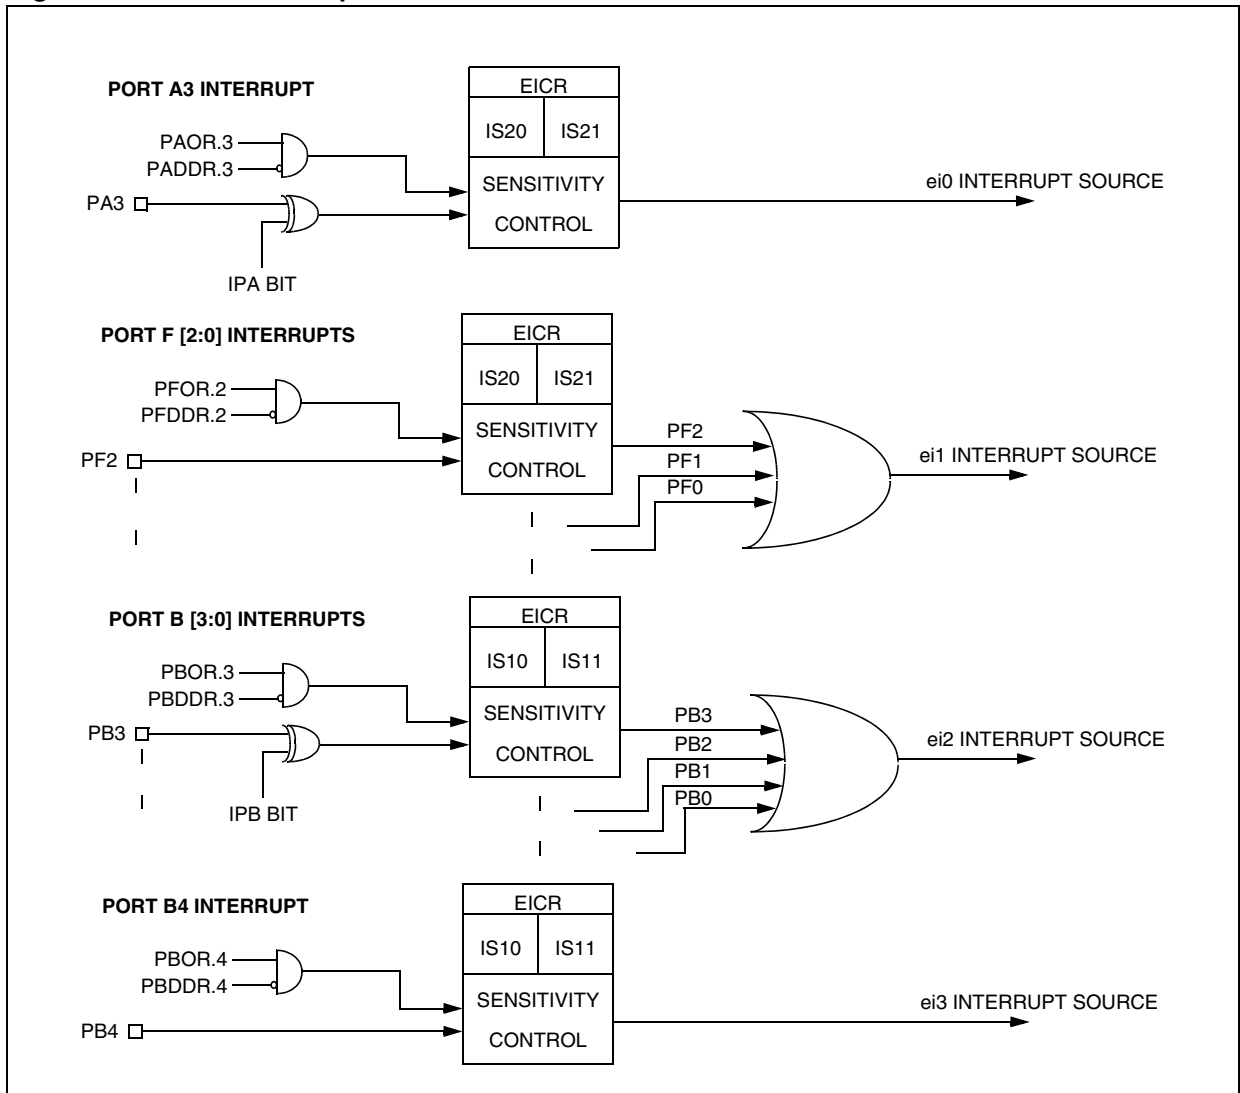 PORT A3 INTERRUPT
EICR
IS20 IS21
PAOR.3
PADDR.3
SENSITIVITY
CONTROL
PA3
IPA BIT
ei0 INTERRUPT SOURCE
PORT F [2:0] INTERRUPTS
EICR
IS20 IS21
PFOR.2
PFDDR.2
SENSITIVITY
CONTROL
PF2
PF2
PF1
PF0
ei1 INTERRUPT SOURCE
PORT B [3:0] INTERRUPTS
EICR
IS10 IS11
PBOR.3
PBDDR.3
SENSITIVITY
CONTROL
PB3
IPB BIT
PB3
PB2
PB1
PB0
ei2 INTERRUPT SOURCE
PORT B4 INTERRUPT
EICR
IS10 IS11
PBOR.4
PBDDR.4
SENSITIVITY
CONTROL
PB4
ei3 INTERRUPT SOURCE